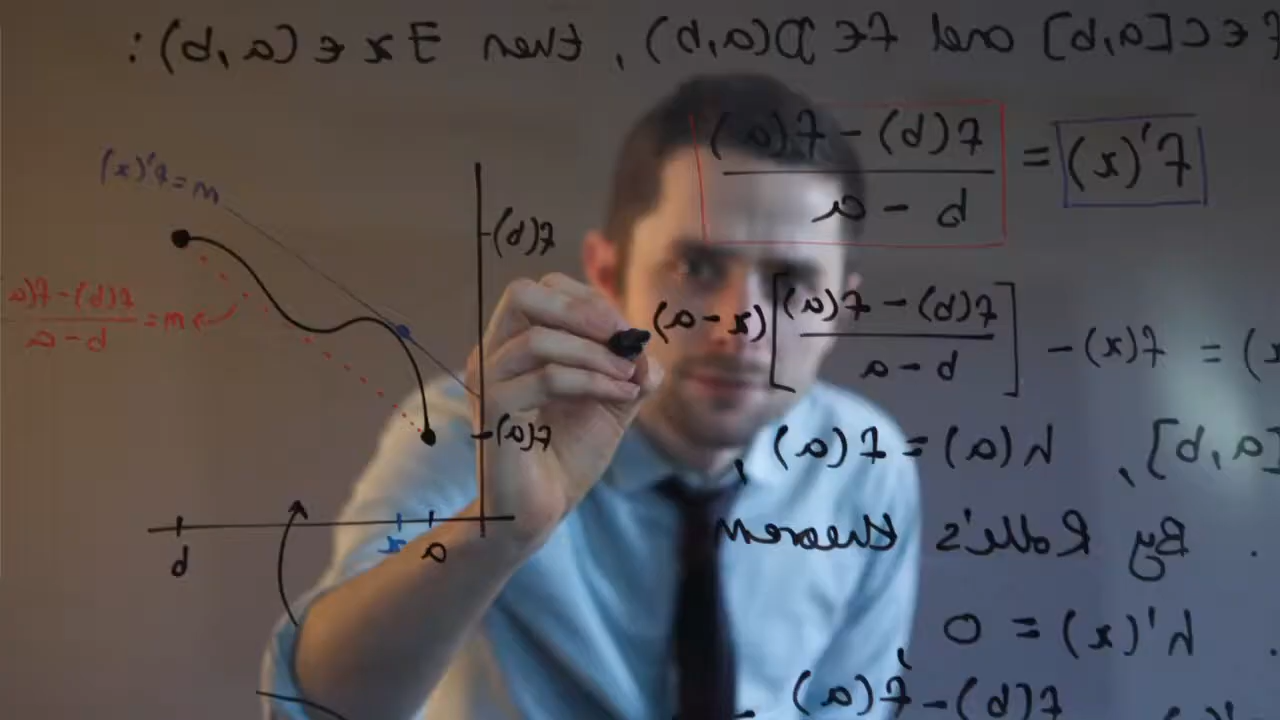 f ∈ C[a,b] and f ∈ D(a,b), then ∃ x ∈ (a,b) :
f'(x) = f(b) - f(a) / b - a
m = f'(x)
f(b)
m = f(b) - f(a) / b - a
f(a)
x) = f(x) - [f(b) - f(a) / b - a] (x - a)
[a,b], h(a) = f(a),
b x a
. By Rolle's theorem
. h'(x) = 0
f(b) - f(a)